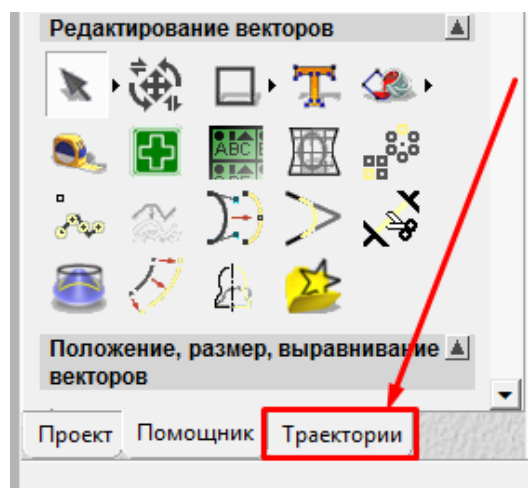 Редактирование векторов
ABC
Положение, размер, выравнивание
векторов
Проект Помощник Траектории